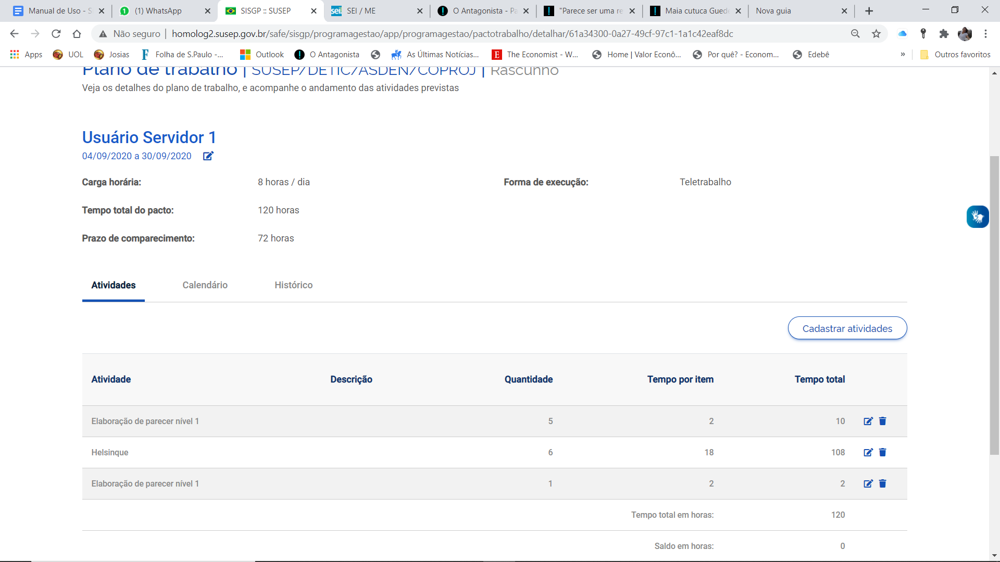 Manual de Uso - S
(1) WhatsApp
SISGP :: SUSEP
SEI / ME
O Antagonista - Pa
"Parece ser uma re
Maia cutuca Guede
Nova guia
Não seguro | homolog2.susep.gov.br/safe/sisgp/programagestao/app/programagestao/pactotrabalho/detalhar/61a34300-0a27-49cf-97c1-1a1c42eaf8dc
Apps UOL Josias Folha de S.Paulo -... Outlook O Antagonista As Últimas Notícias... The Economist - W... Home | Valor Econô... Por quê? - Econom... Edebê » Outros favoritos
Plano de trabalho | SUSEP/DETIC/ASDEN/COPROJ | Rascunho
Veja os detalhes do plano de trabalho, e acompanhe o andamento das atividades previstas
Usuário Servidor 1
04/09/2020 a 30/09/2020
Carga horária: 8 horas / dia Forma de execução: Teletrabalho
Tempo total do pacto: 120 horas
Prazo de comparecimento: 72 horas
Atividades Calendário Histórico
Cadastrar atividades
Atividade Descrição Quantidade Tempo por item Tempo total
Elaboração de parecer nível 1 5 2 10
Helsinque 6 18 108
Elaboração de parecer nível 1 1 2 2
Tempo total em horas: 120
Saldo em horas: 0